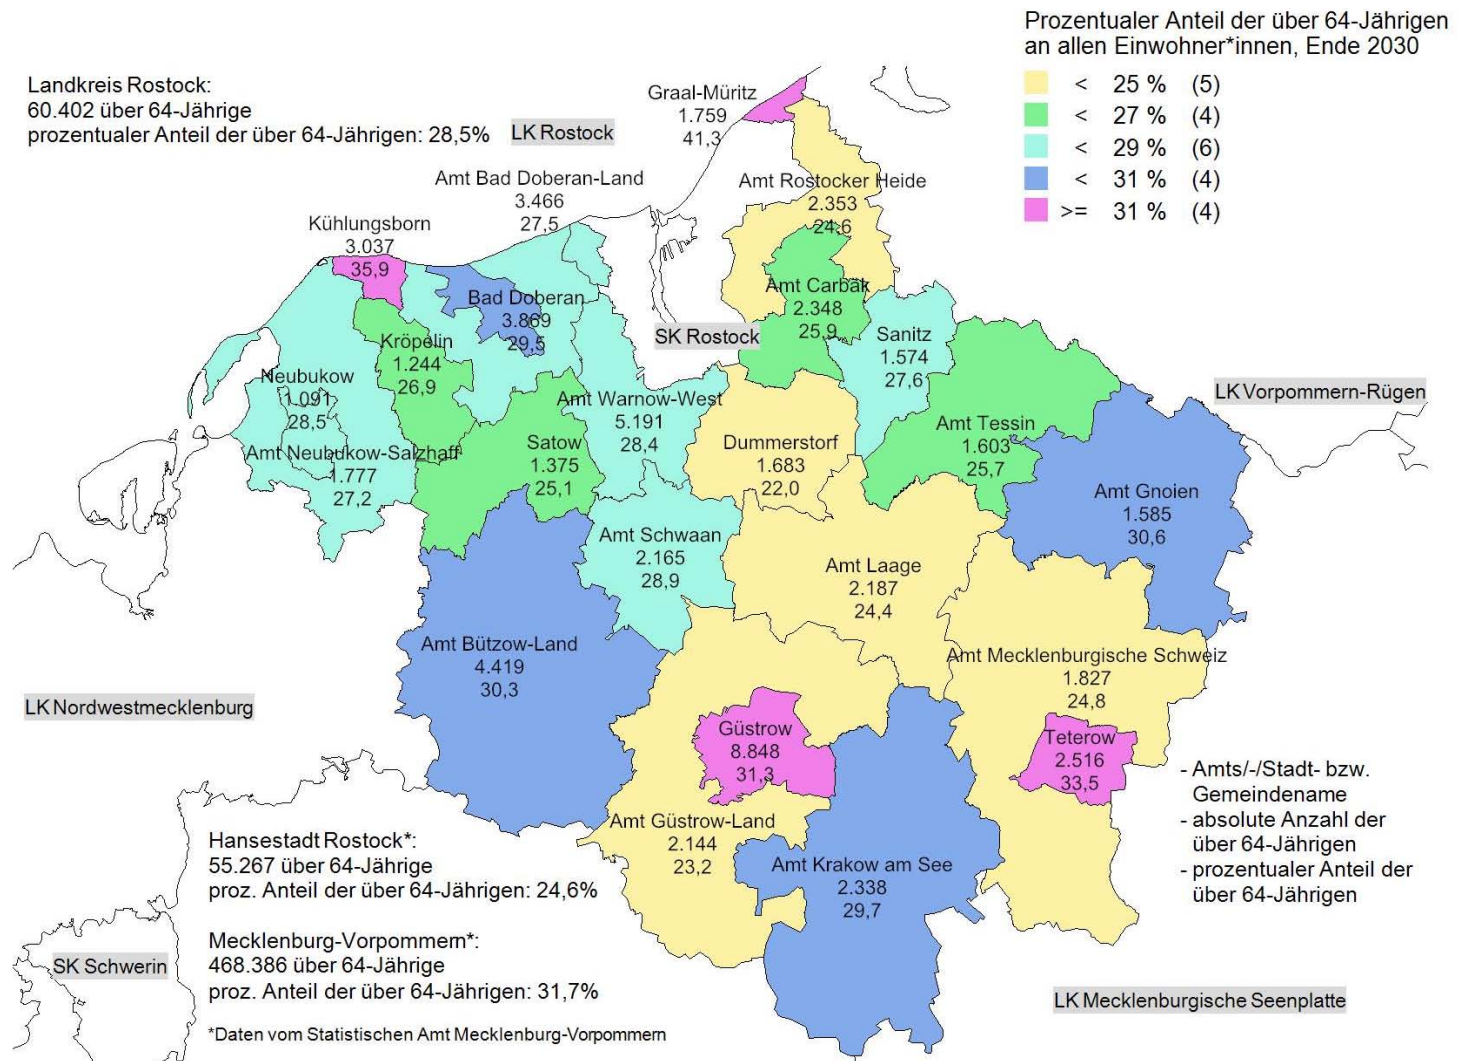 Prozentualer Anteil der über 64-Jährigen
an allen Einwohner*innen, Ende 2030
< 25 % (5)
< 27 % (4)
< 29 % (6)
< 31 % (4)
>= 31 % (4)
Landkreis Rostock:
60.402 über 64-Jährige
prozentualer Anteil der über 64-Jährigen: 28,5%
LK Rostock
Graal-Müritz
1.759
41,3
Amt Bad Doberan-Land
3.466
27,5
Amt Rostocker Heide
2.353
24,6
Kühlungsborn
3.037
35,9
Bad Doberan
3.869
29,5
Amt Carbäk
2.348
25,9
SK Rostock
Sanitz
1.574
27,6
Kröpelin
1.244
26,9
Neubukow
1.091
28,5
Amt Warnow-West
5.191
28,4
LK Vorpommern-Rügen
Amt Neubukow-Salzhaff
1.777
27,2
Satow
1.375
25,1
Dummerstorf
1.683
22,0
Amt Tessin
1.603
25,7
Amt Gnoien
1.585
30,6
Amt Schwaan
2.165
28,9
Amt Laage
2.187
24,4
Amt Bützow-Land
4.419
30,3
Amt Mecklenburgische Schweiz
1.827
24,8
LK Nordwestmecklenburg
Güstrow
8.848
31,3
Teterow
2.516
33,5
- Amts/-/Stadt- bzw.
Gemeindename
- absolute Anzahl der
über 64-Jährigen
- prozentualer Anteil der
über 64-Jährigen
Amt Güstrow-Land
2.144
23,2
Amt Krakow am See
2.338
29,7
Hansestadt Rostock*:
55.267 über 64-Jährige
proz. Anteil der über 64-Jährigen: 24,6%
Mecklenburg-Vorpommern*:
468.386 über 64-Jährige
proz. Anteil der über 64-Jährigen: 31,7%
SK Schwerin
LK Mecklenburgische Seenplatte
*Daten vom Statistischen Amt Mecklenburg-Vorpommern